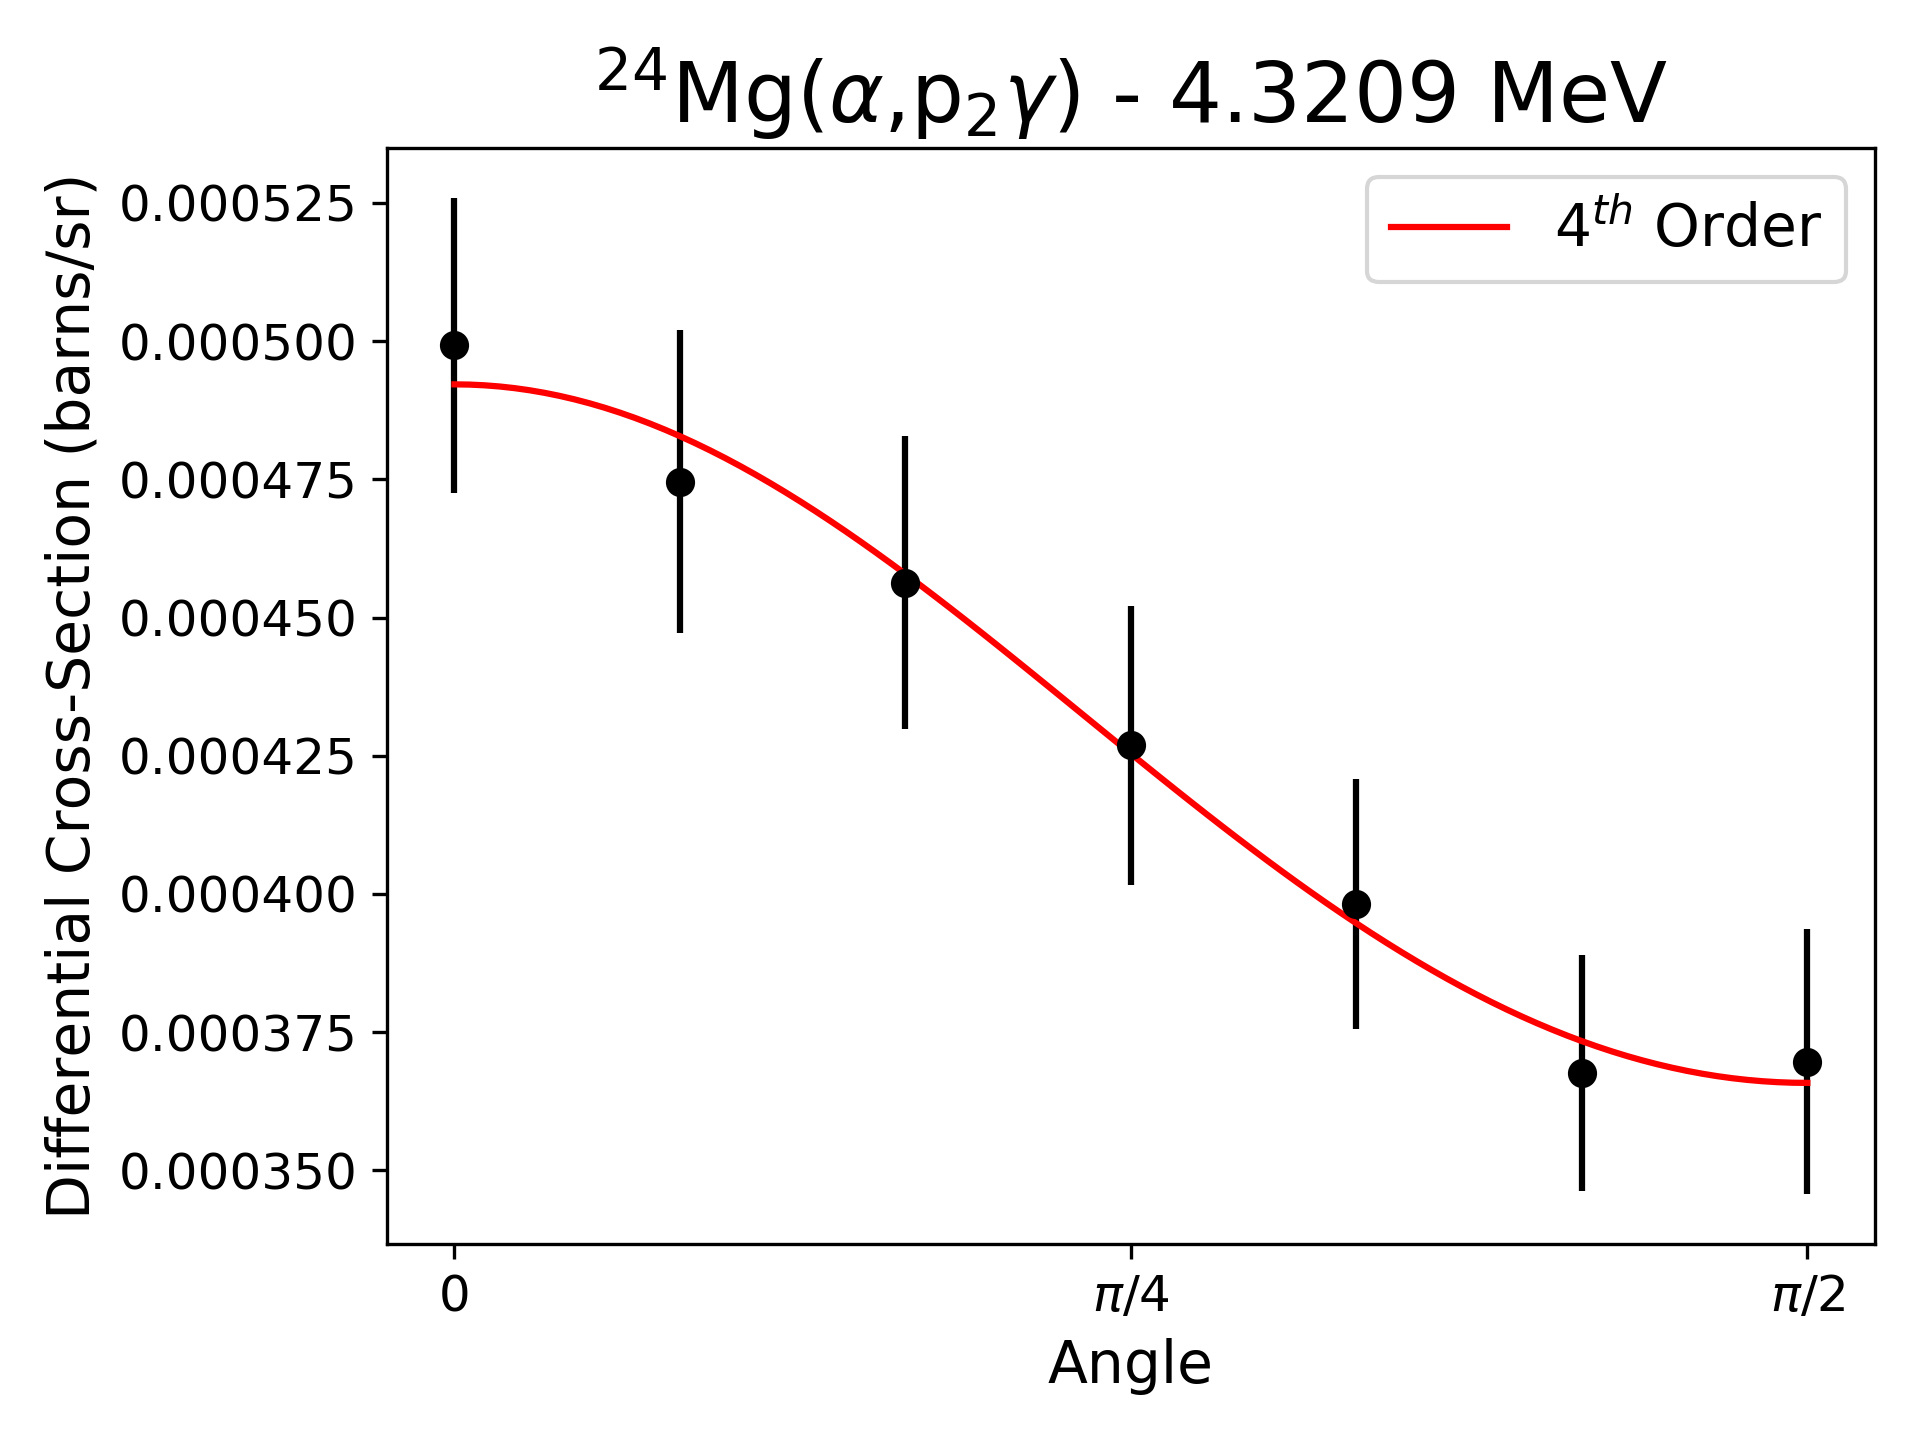 ²⁴Mg(α,p₂γ) - 4.3209 MeV
4ᵗʰ Order
Differential Cross-Section (barns/sr)
0.000525
0.000500
0.000475
0.000450
0.000425
0.000400
0.000375
0.000350
0 π/4 π/2
Angle